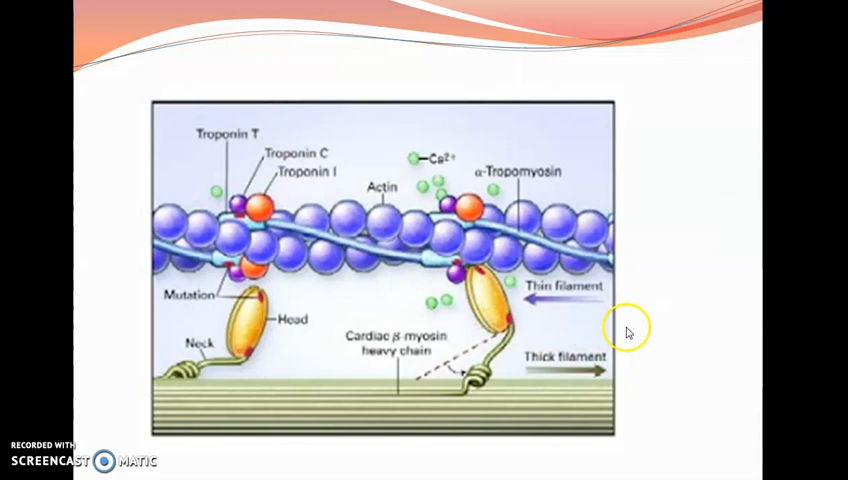 Troponin T
Troponin C
Troponin I
Actin
Ca2+
α-Tropomyosin
Mutation
Head
Neck
Cardiac β-myosin
heavy chain
Thin filament
Thick filament
RECORDED WITH
SCREENCAST MATIC